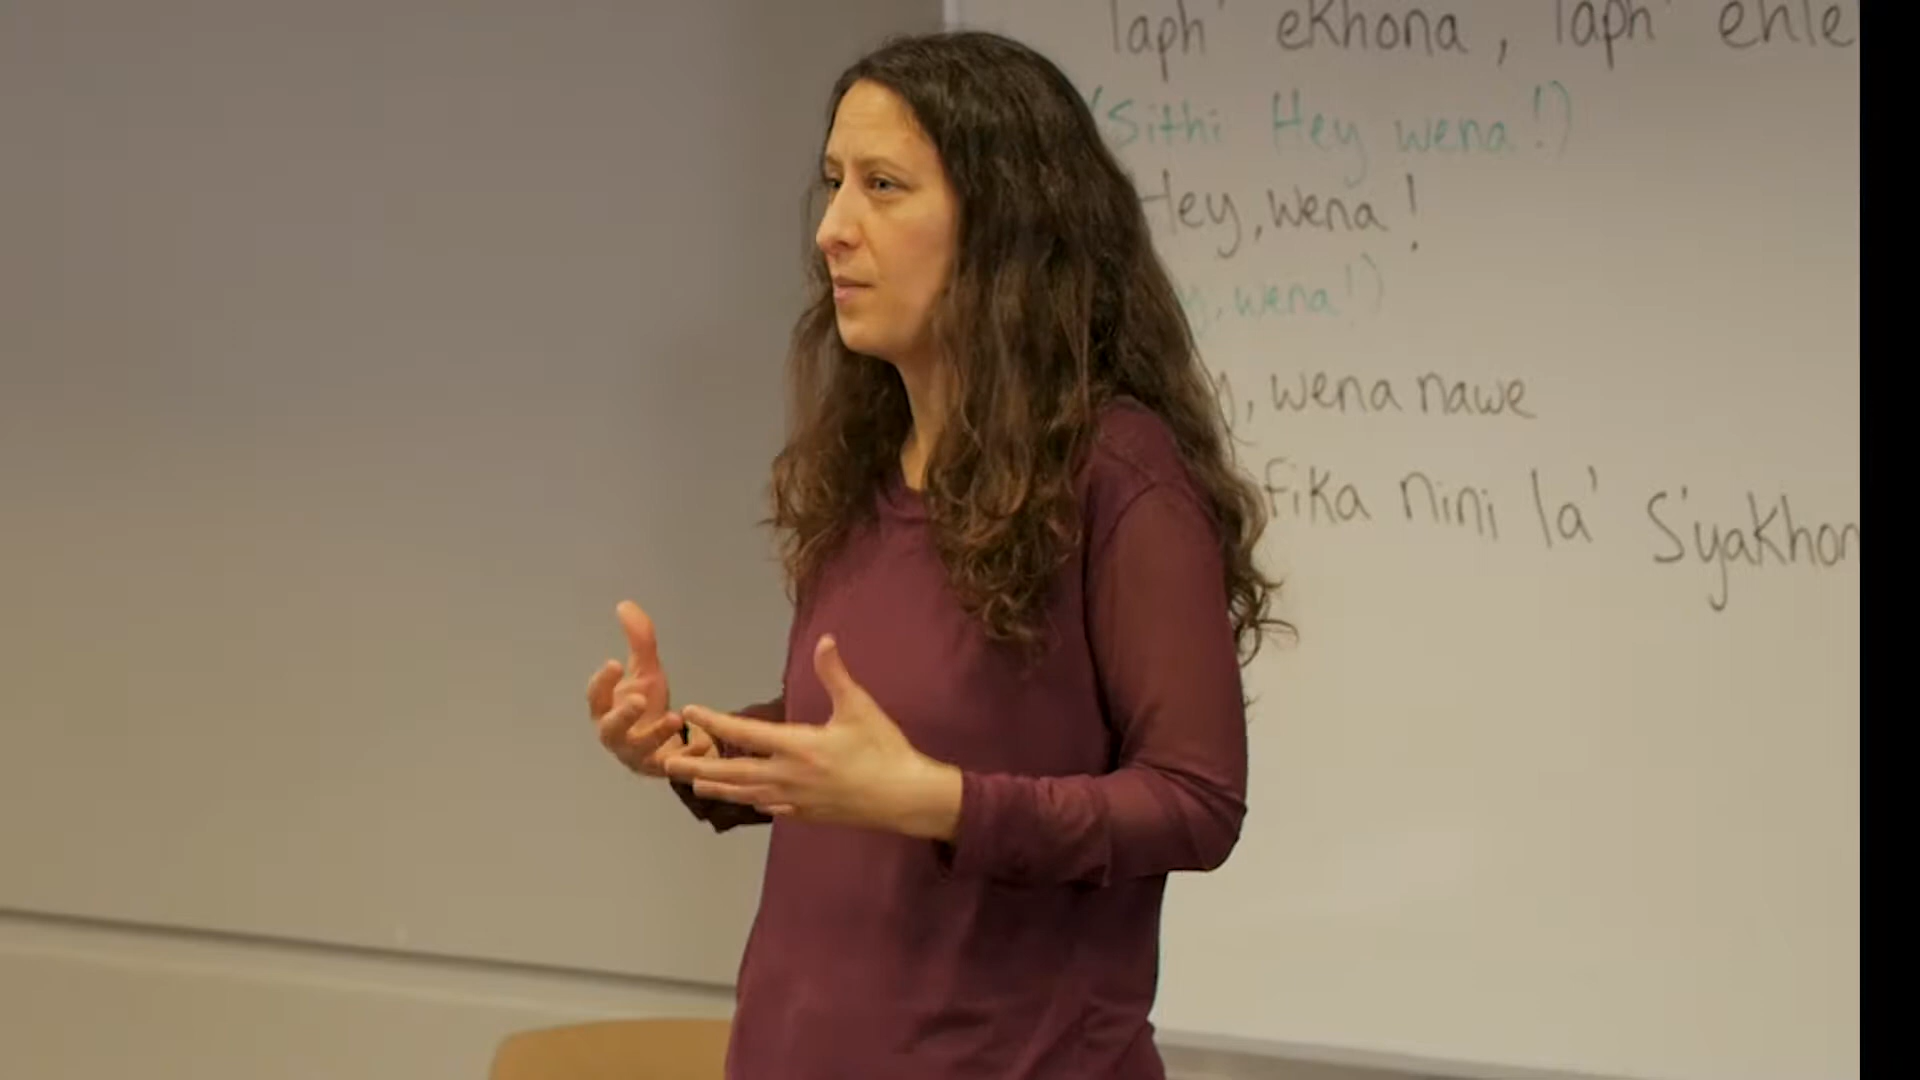 laph' ekhona, laph' ehle
(Sithi Hey wena!)
Hey, wena!
wena!)
, wena nawe
fika nini la' S'yakhon